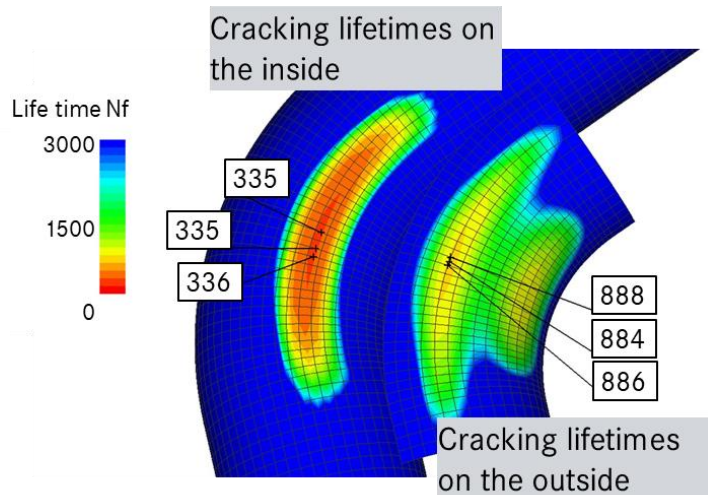 Cracking lifetimes on
the inside
Life time Nf
3000
1500
0
335
335
336
888
884
886
Cracking lifetimes
on the outside